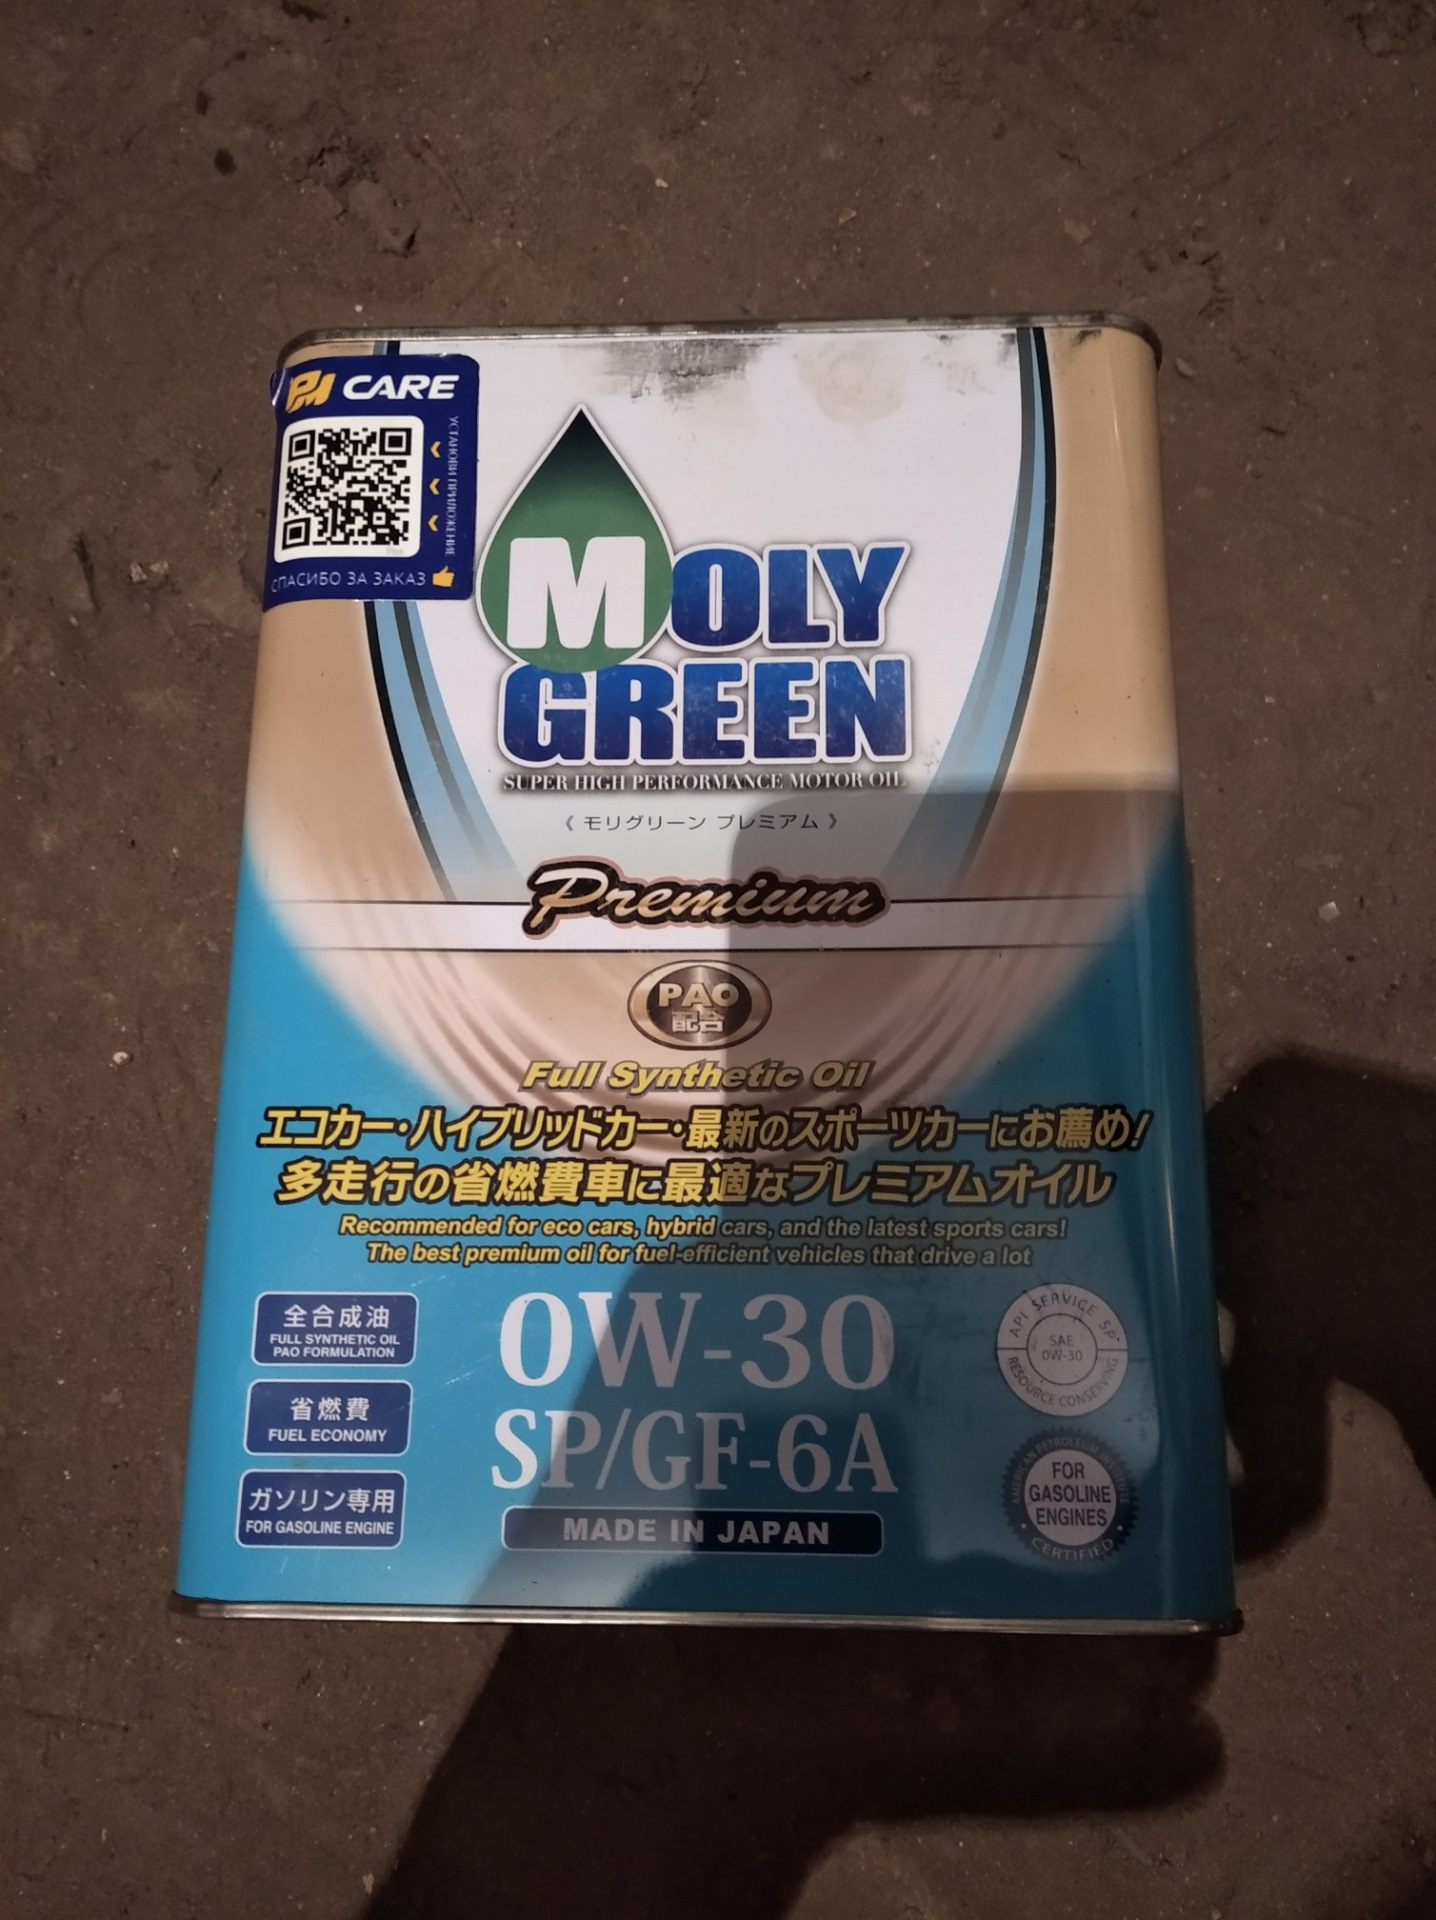 PM CARE
УСТАНОВИ ПРИЛОЖЕНИЕ
СПАСИБО ЗА ЗАКАЗ
MOLY
GREEN
SUPER HIGH PERFORMANCE MOTOR OIL
《 モリグリーン プレミアム 》
Premium
PAO
配合
Full Synthetic Oil
エコカー・ハイブリッドカー・最新のスポーツカーにお薦め!
多走行の省燃費車に最適なプレミアムオイル
Recommended for eco cars, hybrid cars, and the latest sports cars!
The best premium oil for fuel-efficient vehicles that drive a lot
全合成油
FULL SYNTHETIC OIL
PAO FORMULATION
省燃費
FUEL ECONOMY
ガソリン専用
FOR GASOLINE ENGINE
0W-30
SP/GF-6A
MADE IN JAPAN
API SERVICE SP
SAE
0W-30
RESOURCE CONSERVING
AMERICAN PETROLEUM INSTITUTE
FOR
GASOLINE
ENGINES
CERTIFIED